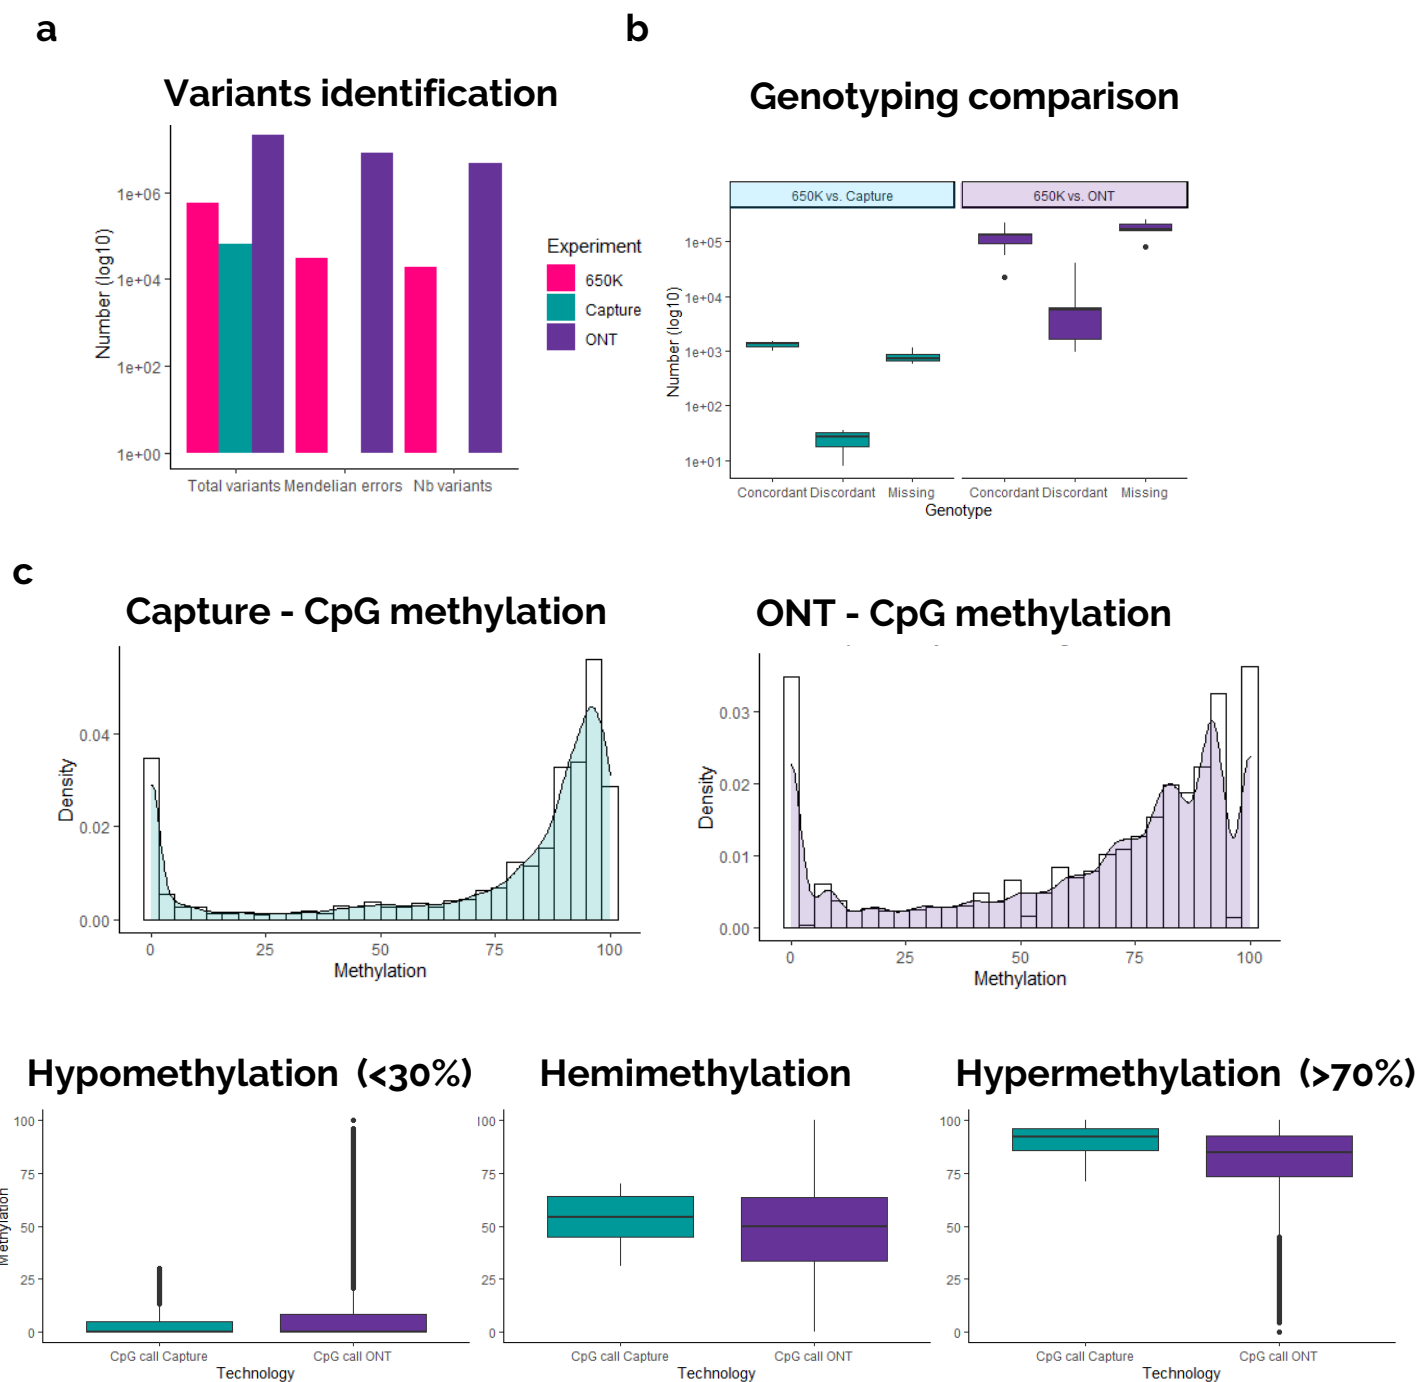 a
b
Variants identification
Genotyping comparison
Number (log10)
1e+06
1e+04
1e+02
1e+00
Total variants Mendelian errors Nb variants
Experiment
650K
Capture
ONT
650K vs. Capture
650K vs. ONT
Number (log10)
1e+05
1e+04
1e+03
1e+02
1e+01
Concordant Discordant Missing
Concordant Discordant Missing
Genotype
c
Capture - CpG methylation
ONT - CpG methylation
Density
0.04
0.02
0.00
0 25 50 75 100
Methylation
Density
0.03
0.02
0.01
0.00
0 25 50 75 100
Methylation
Hypomethylation (<30%)
Hemimethylation
Hypermethylation (>70%)
Methylation
100
75
50
25
0
CpG call Capture CpG call ONT
Technology
100
75
50
25
0
CpG call Capture CpG call ONT
Technology
100
75
50
25
0
CpG call Capture CpG call ONT
Technology